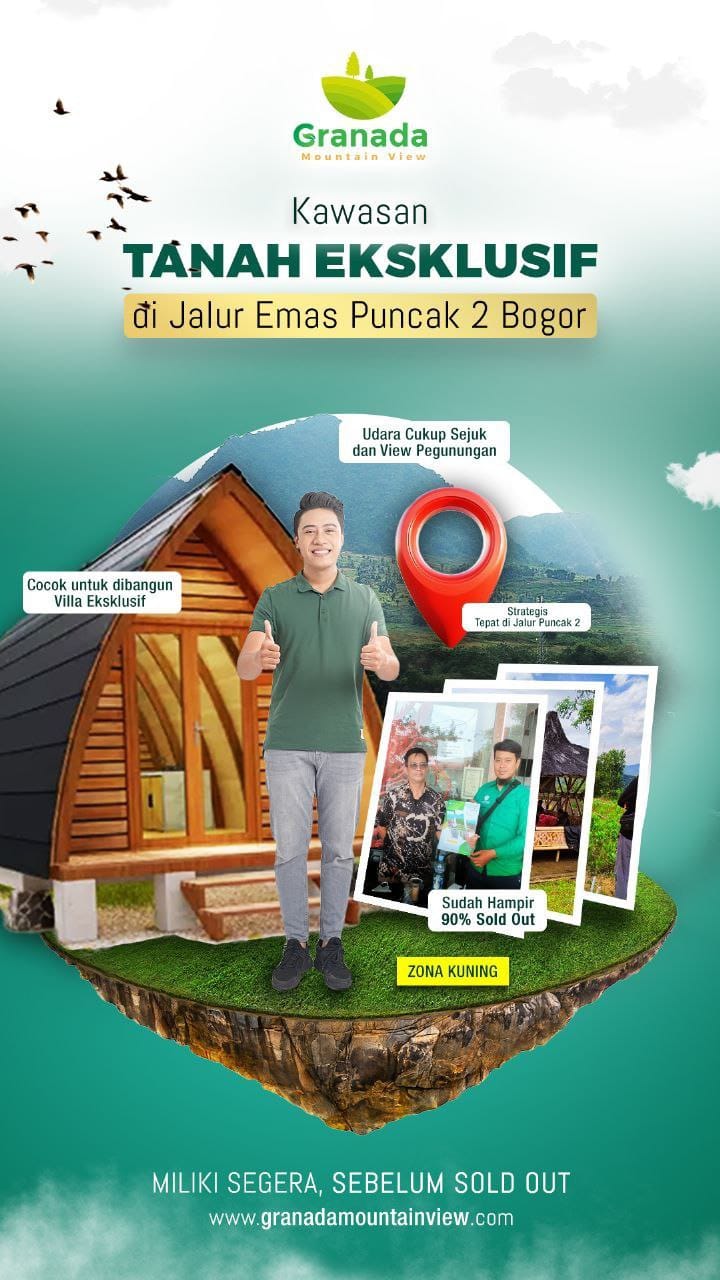 Granada
Mountain View
Kawasan
TANAH EKSKLUSIF
di Jalur Emas Puncak 2 Bogor
Udara Cukup Sejuk
dan View Pegunungan
Cocok untuk dibangun
Villa Eksklusif
Strategis
Tepat di Jalur Puncak 2
Sudah Hampir
90% Sold Out
ZONA KUNING
MILIKI SEGERA, SEBELUM SOLD OUT
www.granadamountainview.com